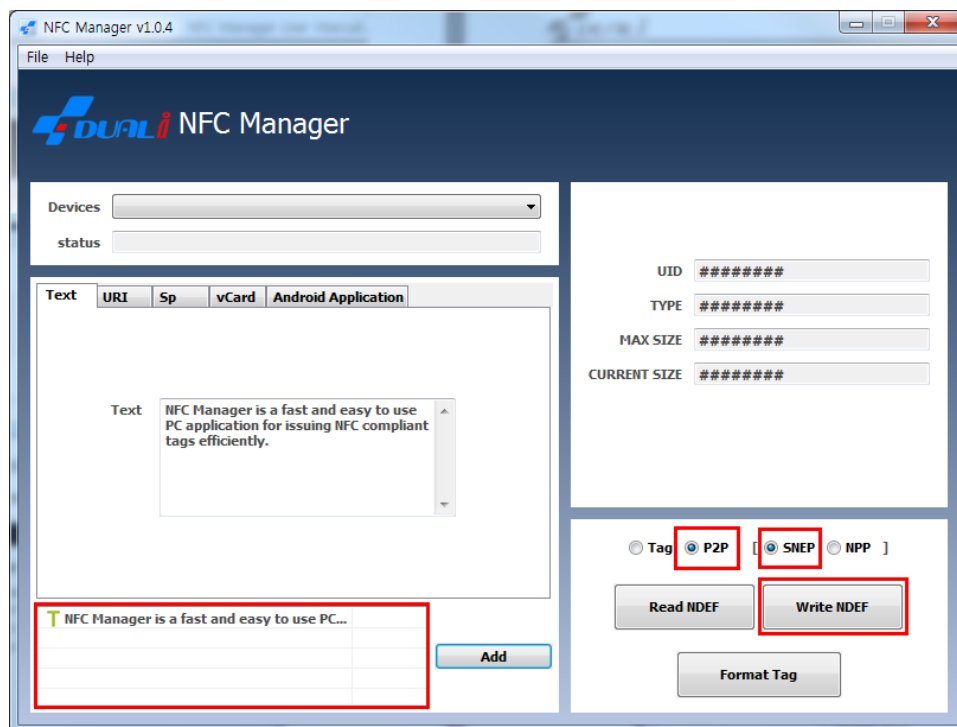 NFC Manager v1.0.4
File Help
DUALi NFC Manager
Devices
status
Text URI Sp vCard Android Application
Text
NFC Manager is a fast and easy to use
PC application for issuing NFC compliant
tags efficiently.
T NFC Manager is a fast and easy to use PC...
Add
UID ########
TYPE ########
MAX SIZE ########
CURRENT SIZE ########
Tag P2P [ SNEP NPP ]
Read NDEF Write NDEF
Format Tag